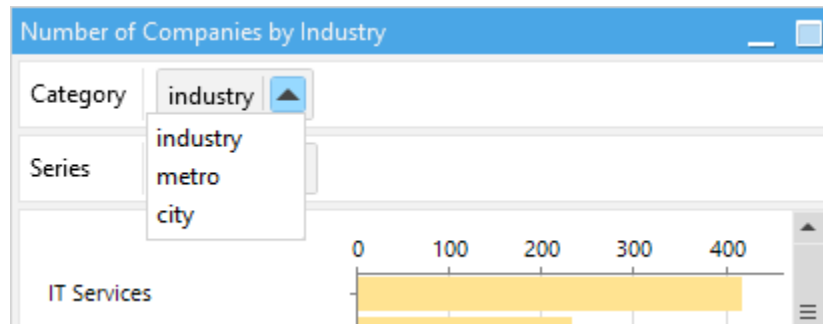 Number of Companies by Industry
Category industry
industry
Series metro
city
0 100 200 300 400
IT Services